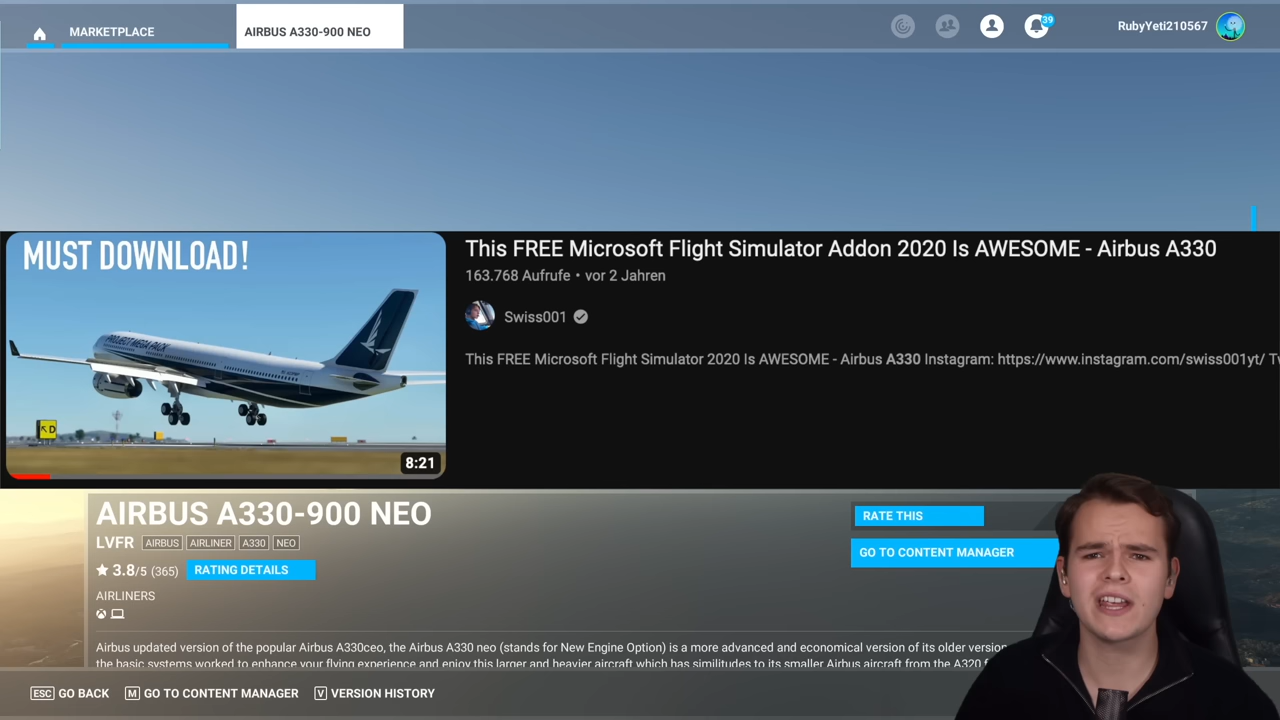 MARKETPLACE
AIRBUS A330-900 NEO
39
RubyYeti210567
MUST DOWNLOAD!
PROJECT MEGA PACK
D
8:21
This FREE Microsoft Flight Simulator Addon 2020 Is AWESOME - Airbus A330
163.768 Aufrufe • vor 2 Jahren
Swiss001
This FREE Microsoft Flight Simulator 2020 Is AWESOME - Airbus A330 Instagram: https://www.instagram.com/swiss001yt/
AIRBUS A330-900 NEO
LVFR AIRBUS AIRLINER A330 NEO
3.8/5 (365) RATING DETAILS
AIRLINERS
RATE THIS
GO TO CONTENT MANAGER
Airbus updated version of the popular Airbus A330ceo, the Airbus A330 neo (stands for New Engine Option) is a more advanced and economical version of its older version
the basic systems worked to enhance your flying experience and enjoy this larger and heavier aircraft which has similitudes to its smaller Airbus aircraft from the A320
ESC GO BACK M GO TO CONTENT MANAGER V VERSION HISTORY